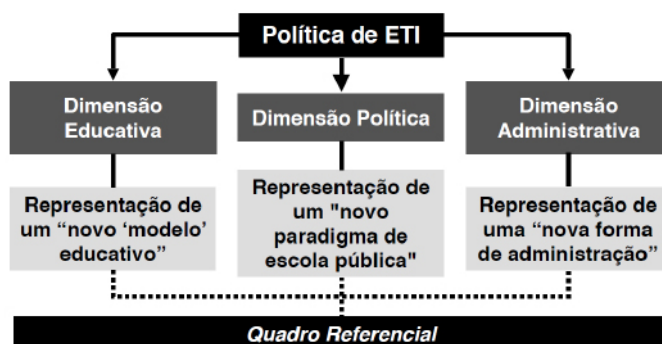 Política de ETI
Dimensão
Educativa
Dimensão Política
Dimensão
Administrativa
Representação de
um “novo ‘modelo’
educativo”
Representação de
um "novo
paradigma de
escola pública"
Representação de
uma “nova forma
de administração”
Quadro Referencial